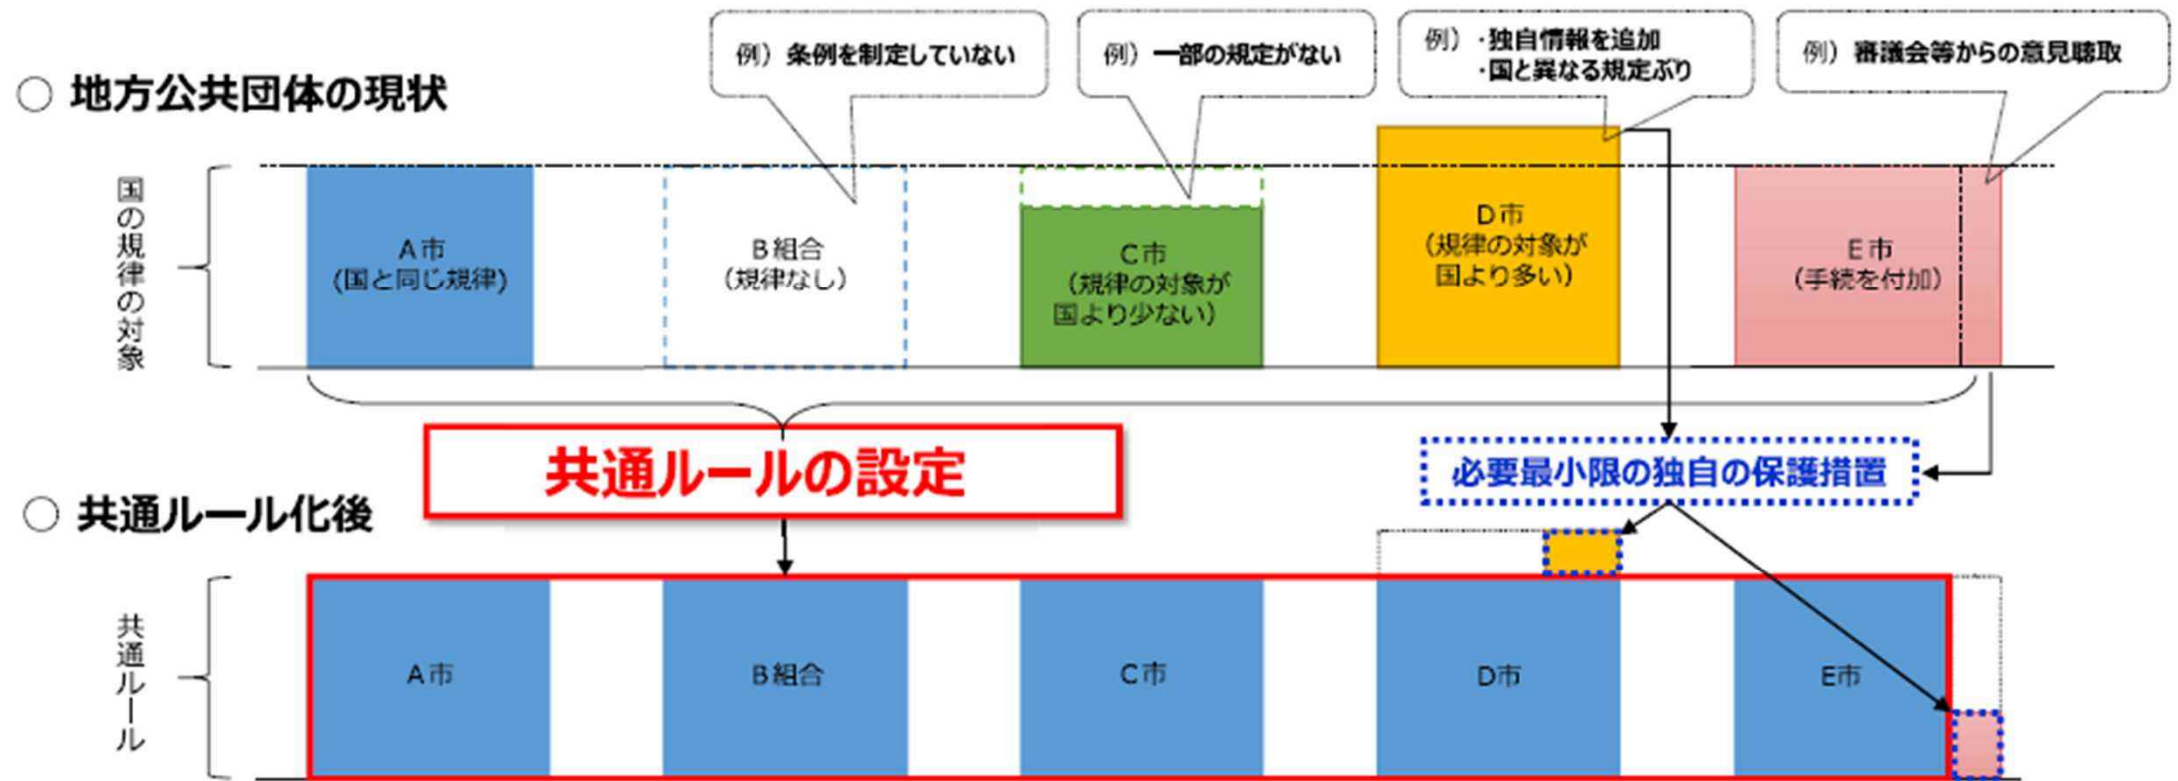 例）条例を制定していない
例）一部の規定がない
例）・独自情報を追加
・国と異なる規定ぶり
例）審議会等からの意見聴取
○ 地方公共団体の現状
国の規律の対象
A市
(国と同じ規律)
B組合
（規律なし）
C市
（規律の対象が
国より少ない）
D市
（規律の対象が
国より多い）
E市
（手続を付加）
共通ルールの設定
必要最小限の独自の保護措置
○ 共通ルール化後
共通ルール
A市
B組合
C市
D市
E市